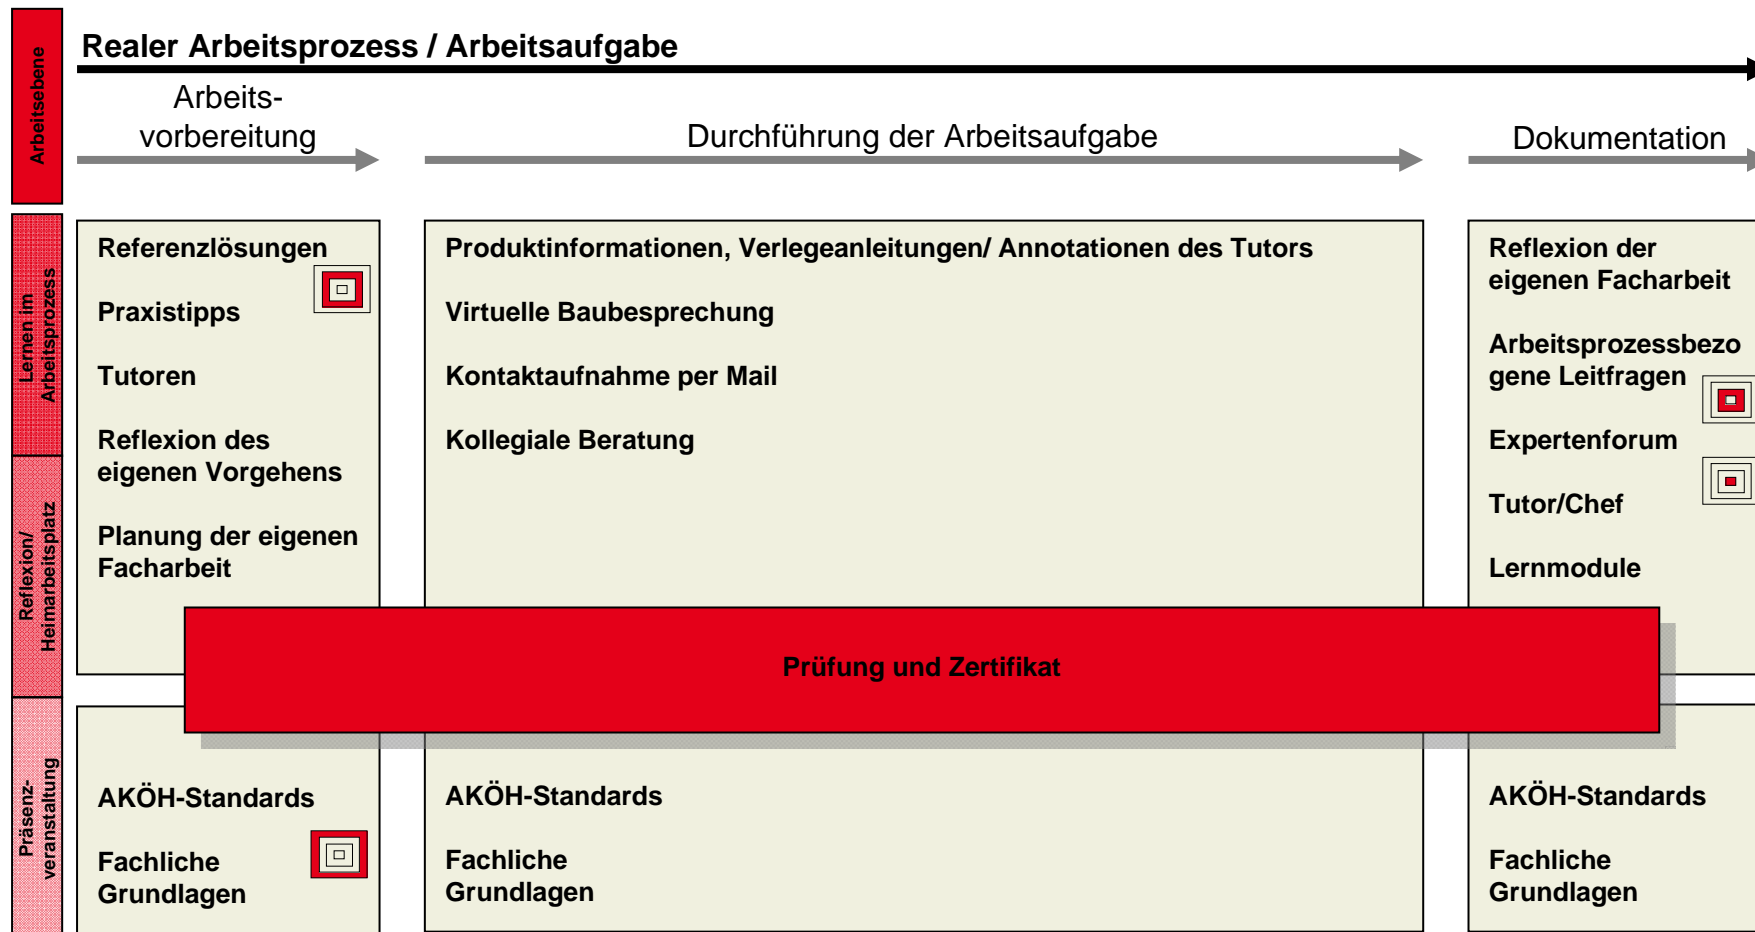 Arbeitsebene
Realer Arbeitsprozess / Arbeitsaufgabe
Arbeits-
vorbereitung
Durchführung der Arbeitsaufgabe
Dokumentation
Lernen im
Arbeitsprozess
Reflexion/
Heimarbeitsplatz
Referenzlösungen
Praxistipps
Tutoren
Reflexion des
eigenen Vorgehens
Planung der eigenen
Facharbeit
Produktinformationen, Verlegeanleitungen/ Annotationen des Tutors
Virtuelle Baubesprechung
Kontaktaufnahme per Mail
Kollegiale Beratung
Reflexion der
eigenen Facharbeit
Arbeitsprozessbezo
gene Leitfragen
Expertenforum
Tutor/Chef
Lernmodule
Prüfung und Zertifikat
Präsenz-
veranstaltung
AKÖH-Standards
Fachliche
Grundlagen
AKÖH-Standards
Fachliche
Grundlagen
AKÖH-Standards
Fachliche
Grundlagen